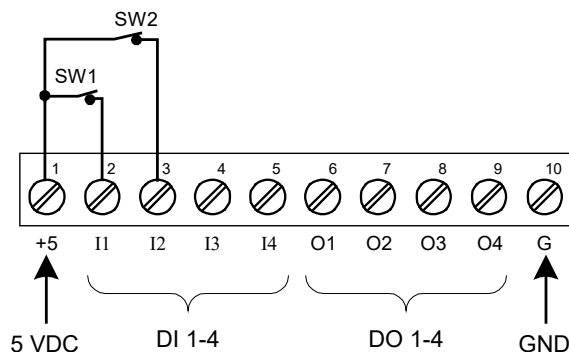 SW2
SW1
1 2 3 4 5 6 7 8 9 10
+5 I1 I2 I3 I4 O1 O2 O3 O4 G
5 VDC DI 1-4 DO 1-4 GND